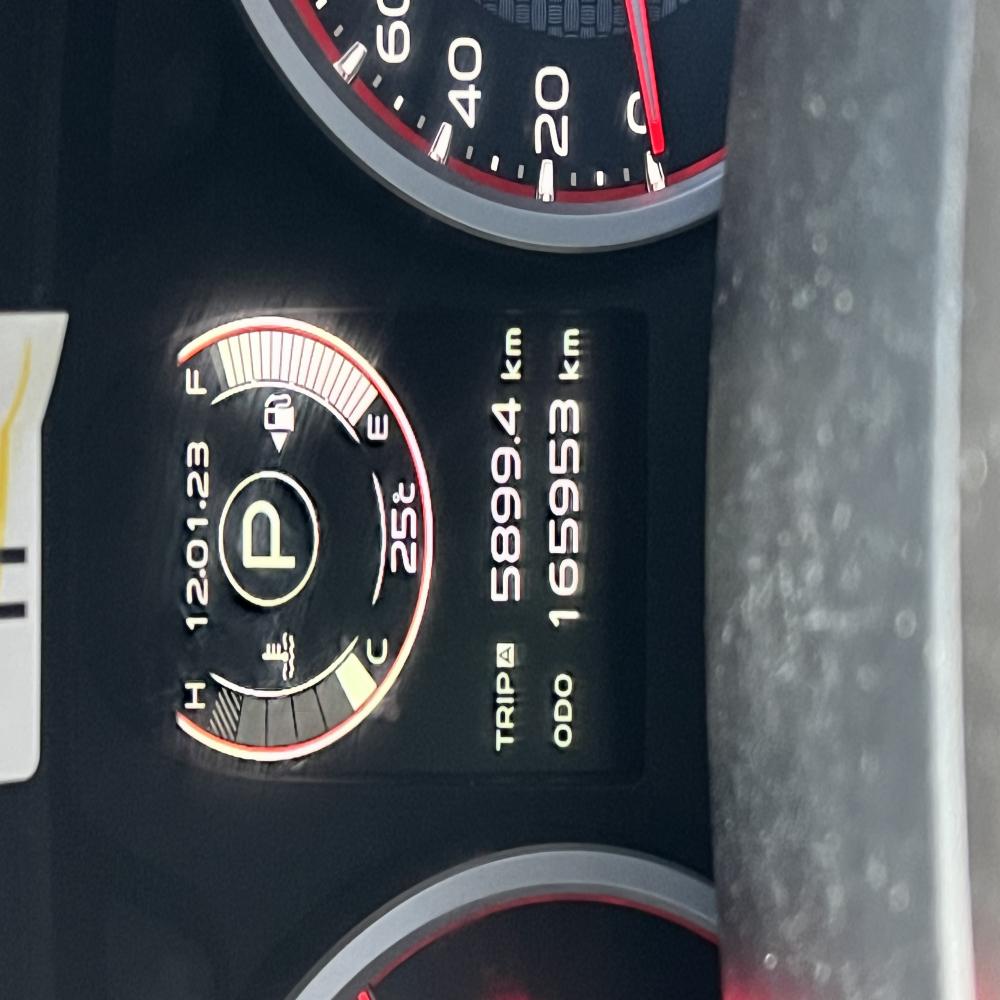 12.01.23
H
F
P
C
E
25℃
TRIP A 5899.4 km
ODO 165953 km
0
20
40
60